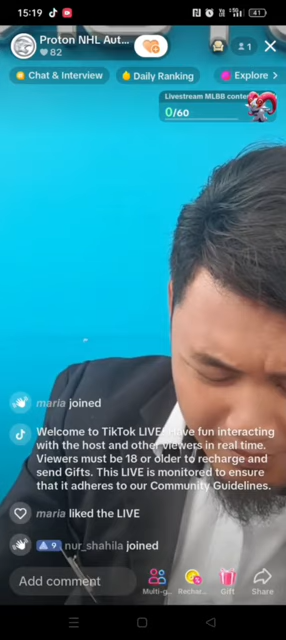 15:19
41
Proton NHL Aut...
82
1
Chat & Interview
Daily Ranking
Explore
Livestream MLBB conten
0/60
maria joined
Welcome to TikTok LIVE! Have fun interacting
with the host and other viewers in real time.
Viewers must be 18 or older to recharge and
send Gifts. This LIVE is monitored to ensure
that it adheres to our Community Guidelines.
maria liked the LIVE
9 nur_shahila joined
Add comment
Multi-g... Rechar... Gift Share